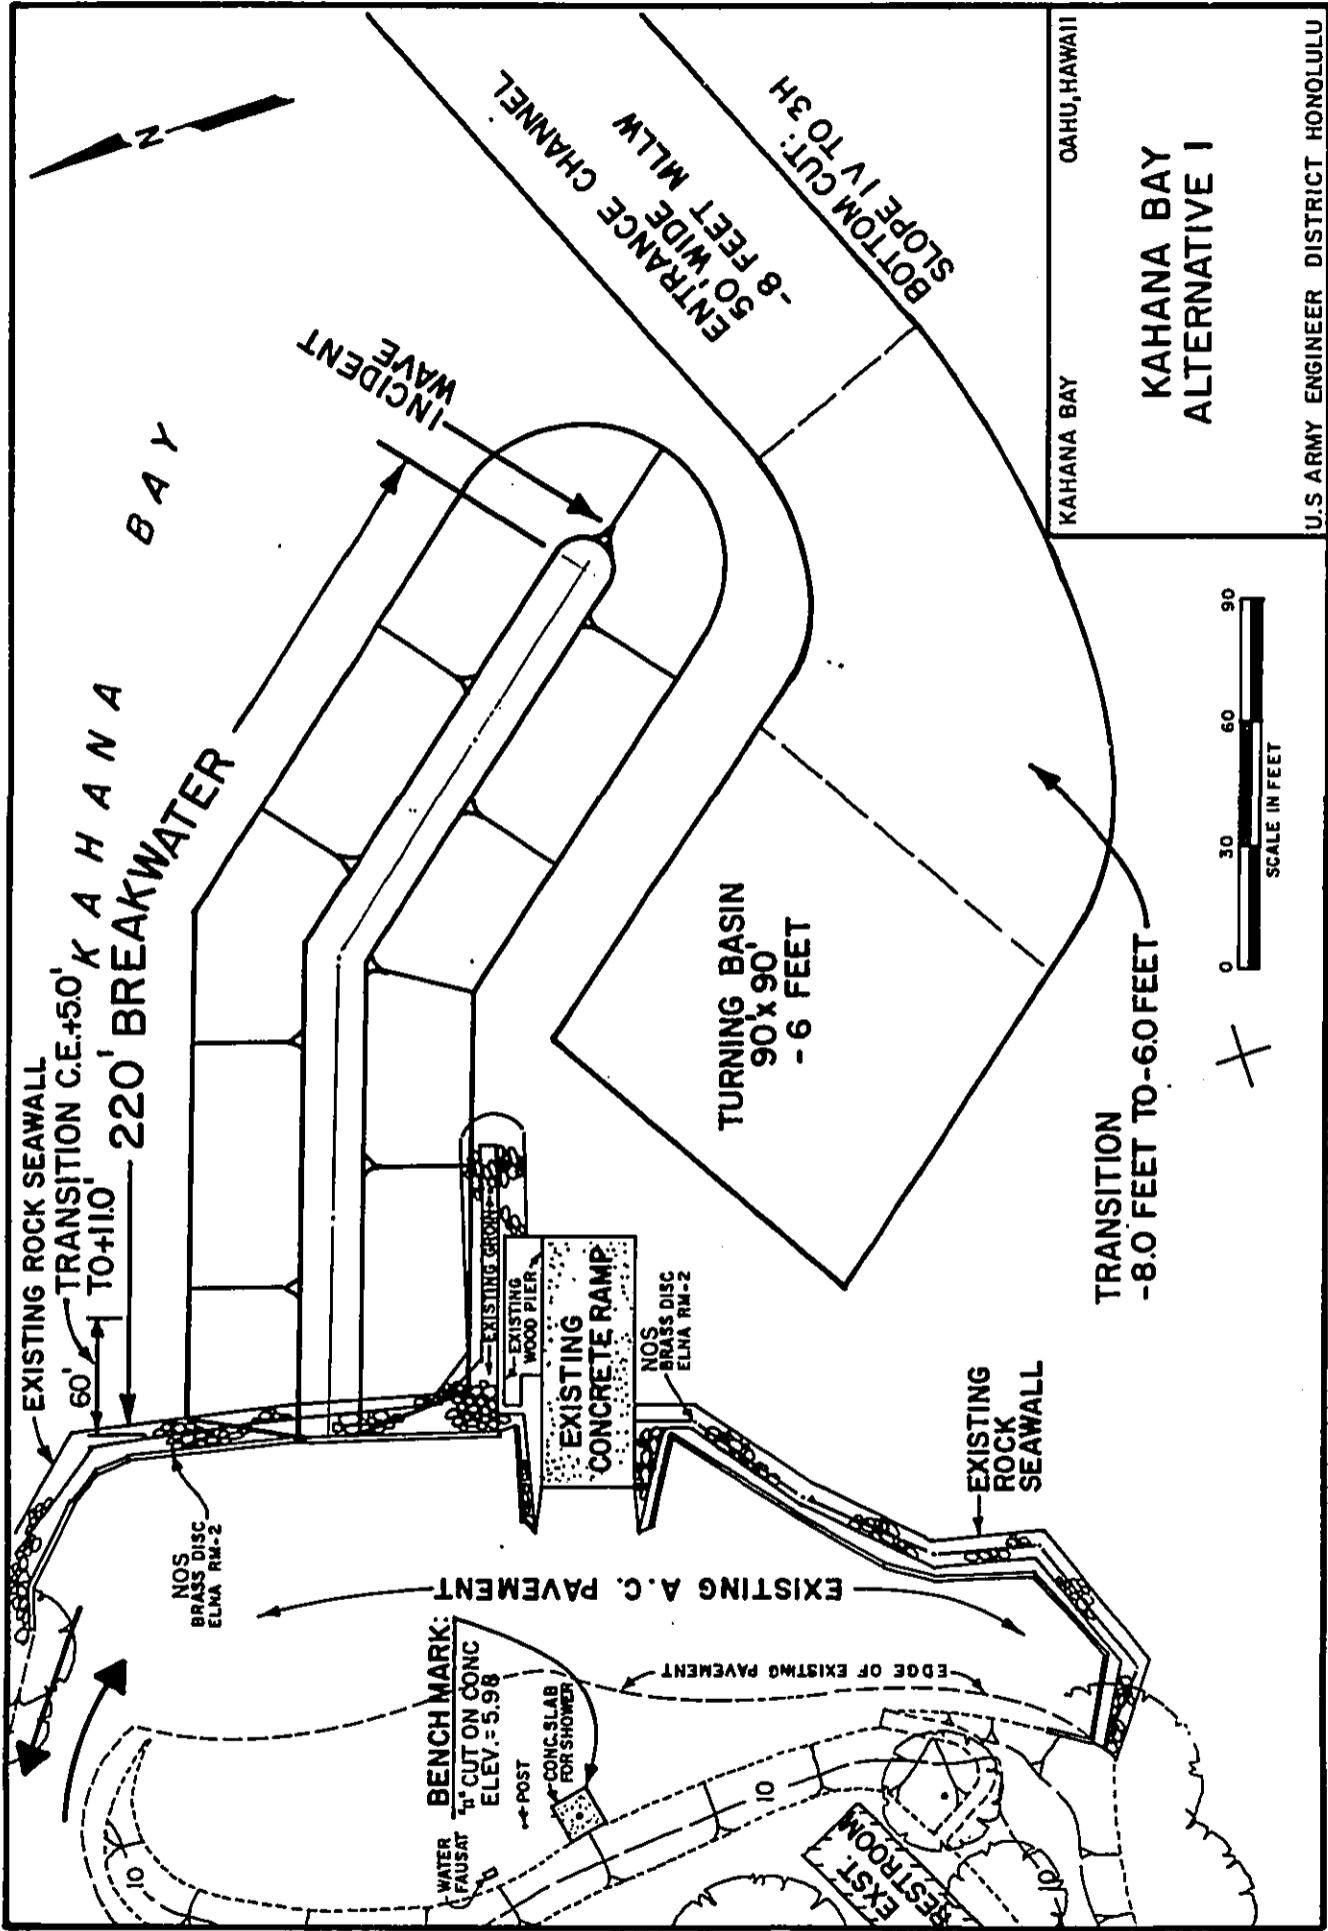 EXISTING ROCK SEAWALL
TRANSITION C.E.+5.0'
TO+11.0'
60'
220' BREAKWATER
KAHANA BAY
N
INCIDENT
WAVE
ENTRANCE CHANNEL
50' WIDE
-8 FEET MLLW
BOTTOM CUT:
SLOPE 1V TO 3H
NOS
BRASS DISC
ELNA RM-2
EXISTING GROIN
EXISTING
WOOD PIER
EXISTING
CONCRETE RAMP
NOS
BRASS DISC
ELNA RM-2
TURNING BASIN
90'x 90'
- 6 FEET
TRANSITION
-8.0 FEET TO-6.0 FEET
EXISTING
ROCK
SEAWALL
EXISTING A.C. PAVEMENT
EDGE OF EXISTING PAVEMENT
BENCH MARK:
"□" CUT ON CONC
ELEV.= 5.98
WATER
FAUSAT
POST
CONC. SLAB
FOR SHOWER
10
10
10
EXST.
RESTROOM
0 30 60 90
SCALE IN FEET
KAHANA BAY OAHU, HAWAII
KAHANA BAY
ALTERNATIVE 1
U.S ARMY ENGINEER DISTRICT HONOLULU